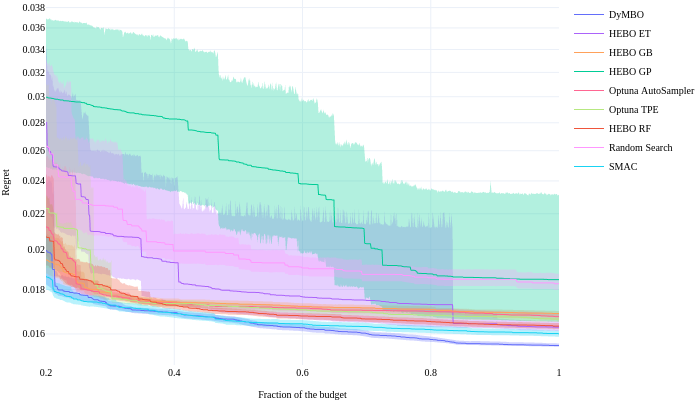 0.038
0.036
0.034
0.032
0.03
0.028
0.026
0.024
0.022
0.02
0.018
0.016
Regret
0.2
0.4
0.6
0.8
1
Fraction of the budget
DyMBO
HEBO ET
HEBO GB
HEBO GP
Optuna AutoSampler
Optuna TPE
HEBO RF
Random Search
SMAC